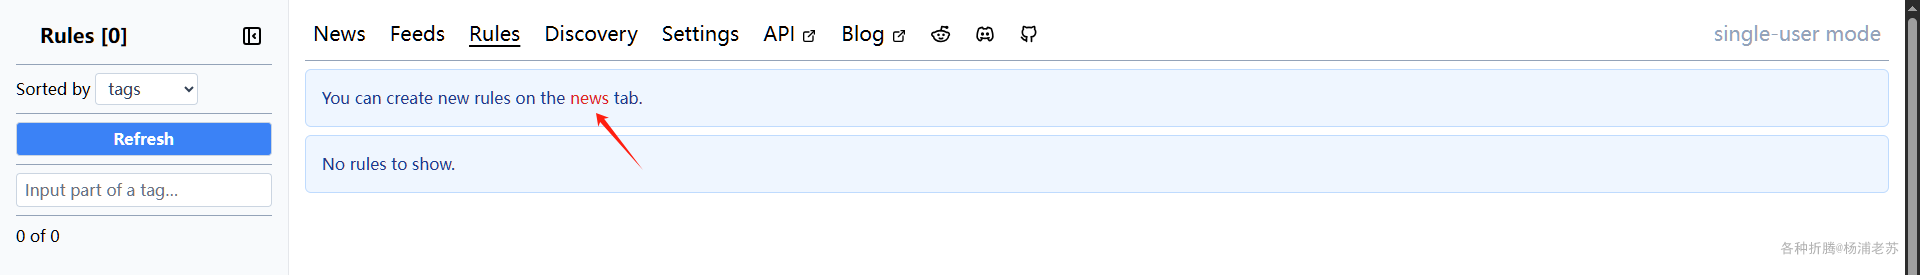 Rules [0]
News Feeds Rules Discovery Settings API Blog single-user mode
Sorted by tags
Refresh
Input part of a tag...
0 of 0
You can create new rules on the news tab.
No rules to show.
各种折腾@杨浦老苏